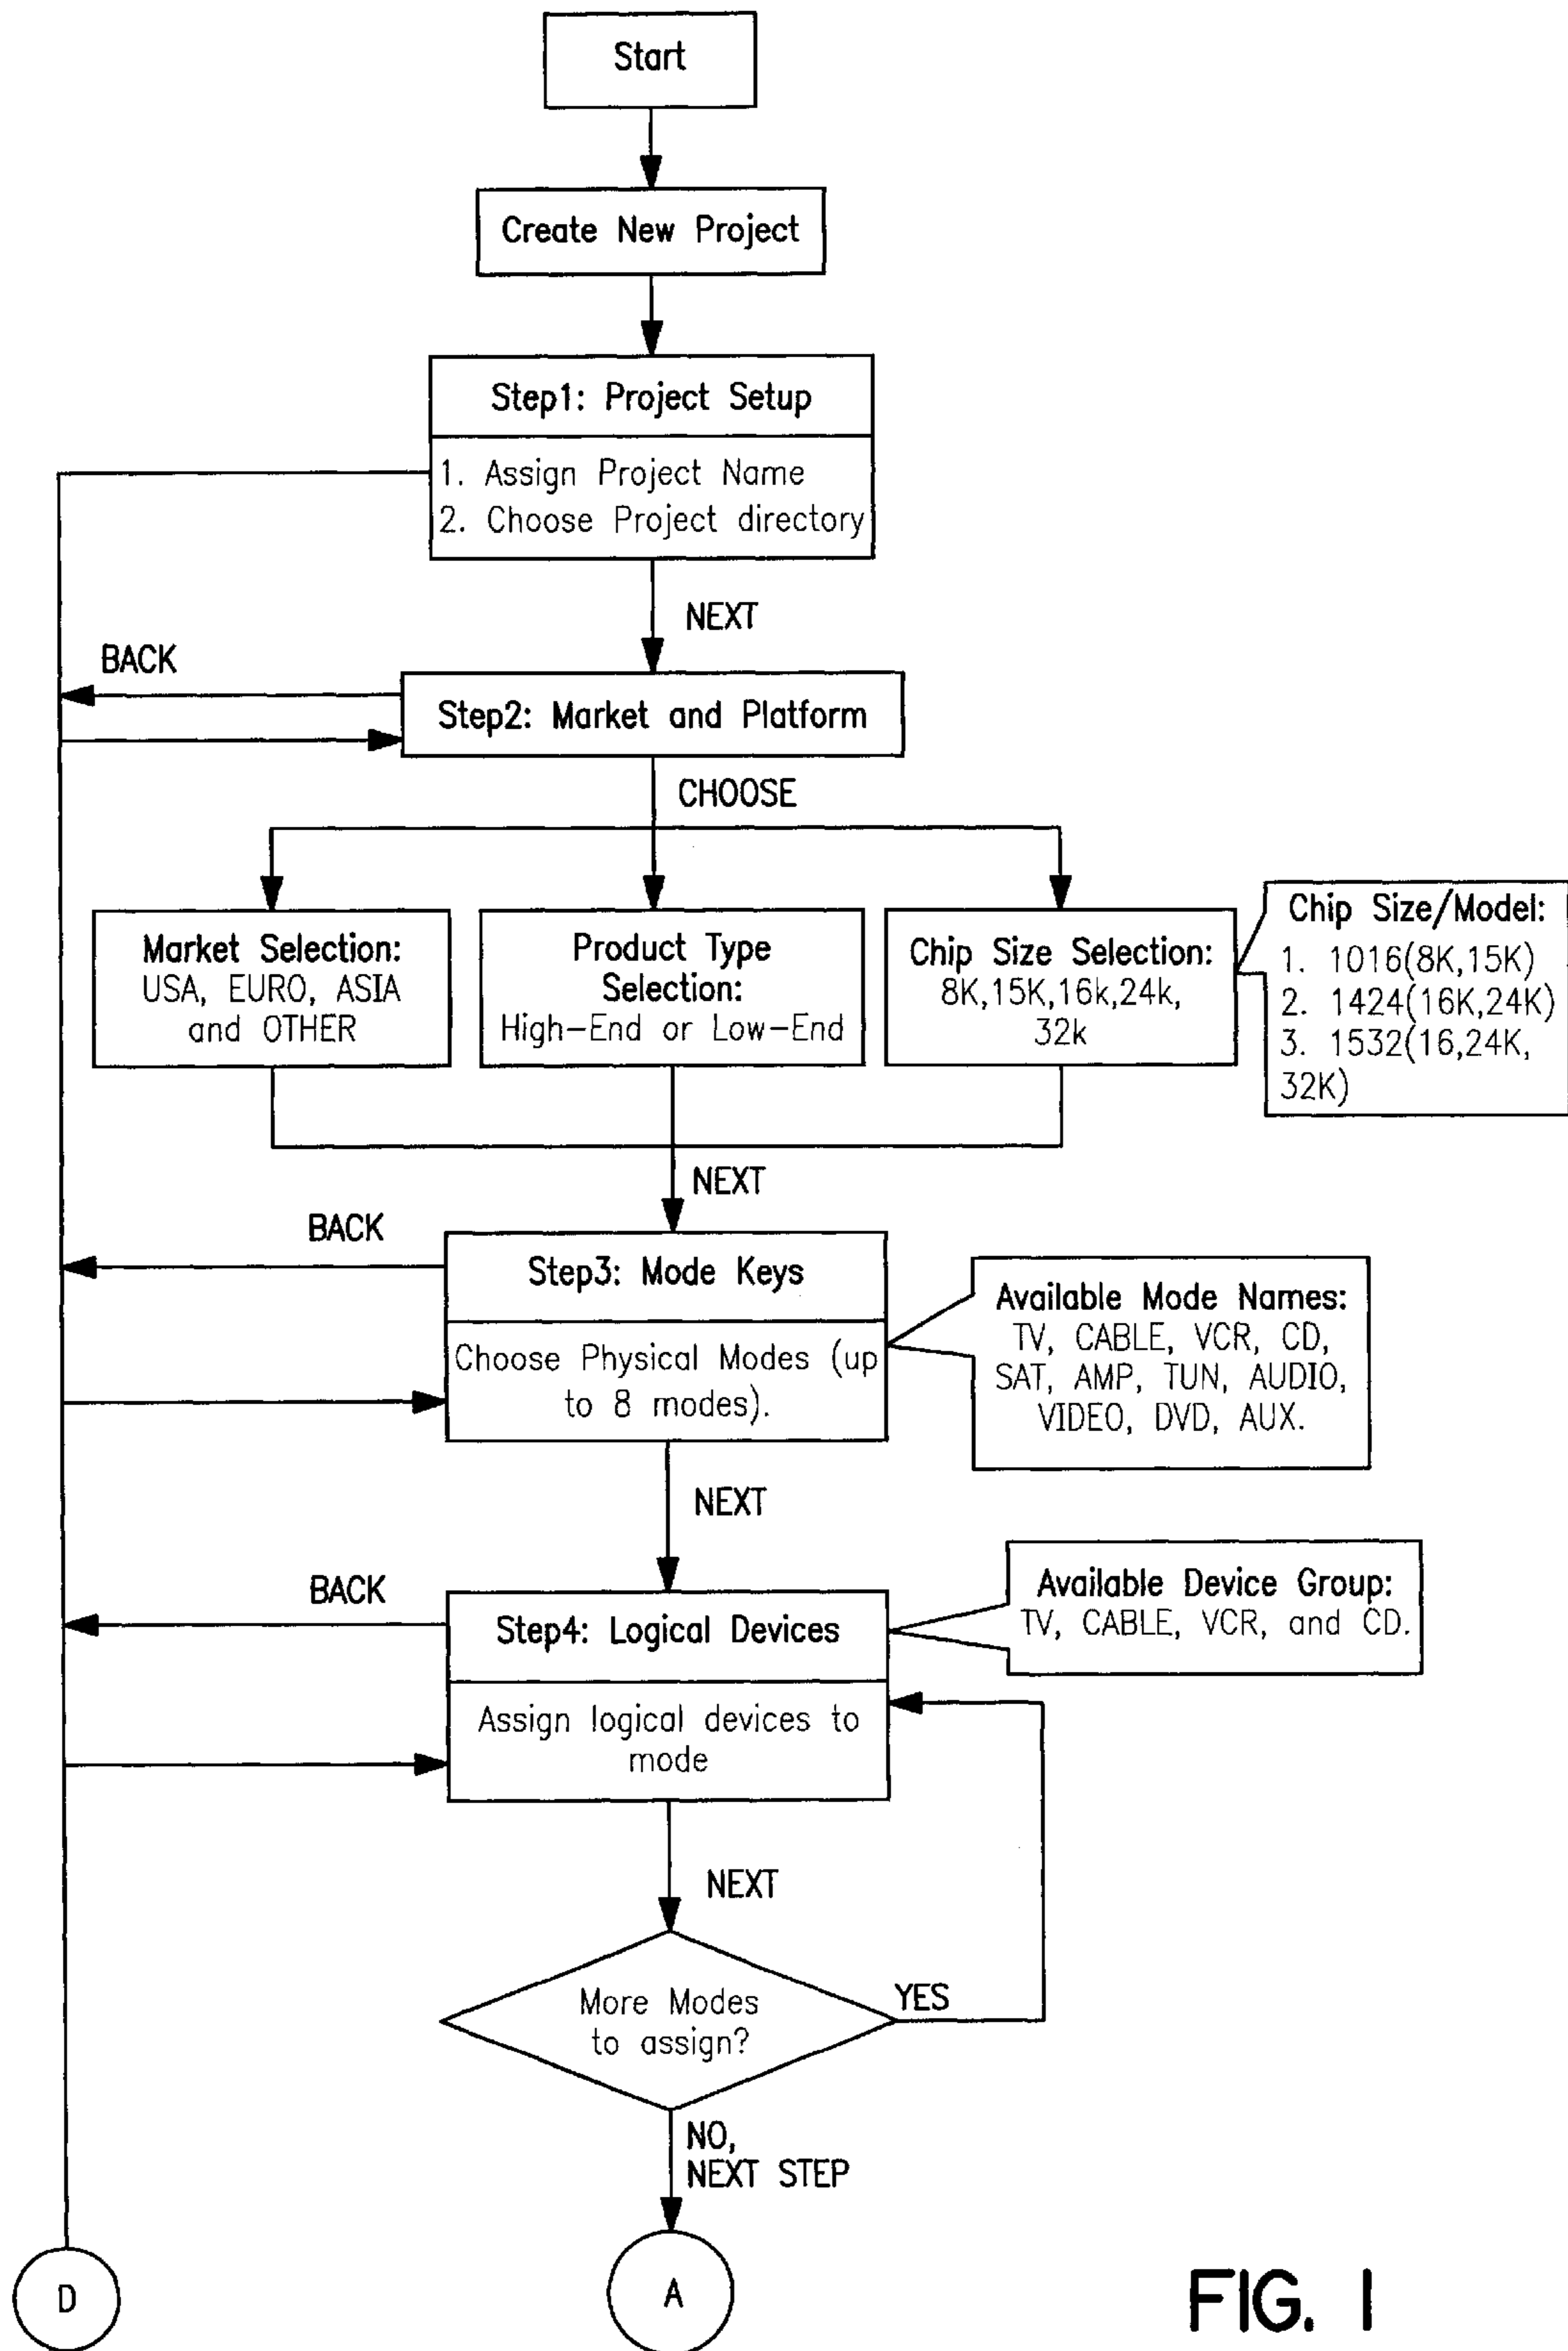 Start
Create New Project
Step1: Project Setup
1. Assign Project Name
2. Choose Project directory
NEXT
BACK
Step2: Market and Platform
CHOOSE
Market Selection:
USA, EURO, ASIA
and OTHER
Product Type
Selection:
High-End or Low-End
Chip Size Selection:
8K,15K,16k,24k,
32k
Chip Size/Model:
1. 1016(8K,15K)
2. 1424(16K,24K)
3. 1532(16,24K,
32K)
NEXT
BACK
Step3: Mode Keys
Choose Physical Modes (up
to 8 modes).
Available Mode Names:
TV, CABLE, VCR, CD,
SAT, AMP, TUN, AUDIO,
VIDEO, DVD, AUX.
NEXT
BACK
Step4: Logical Devices
Assign logical devices to
mode
Available Device Group:
TV, CABLE, VCR, and CD.
NEXT
More Modes
to assign?
YES
NO,
NEXT STEP
D
A
FIG. 1